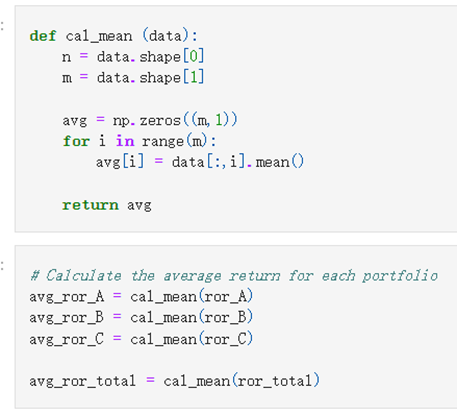 def cal_mean (data):
    n = data.shape[0]
    m = data.shape[1]
    avg = np.zeros((m,1))
    for i in range(m):
        avg[i] = data[:,i].mean()
    return avg
# Calculate the average return for each portfolio
avg_ror_A = cal_mean(ror_A)
avg_ror_B = cal_mean(ror_B)
avg_ror_C = cal_mean(ror_C)
avg_ror_total = cal_mean(ror_total)